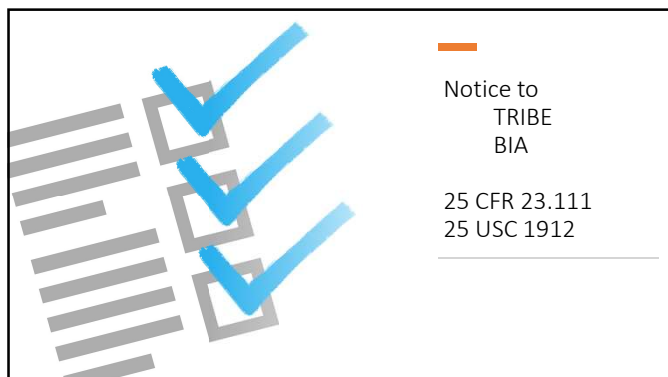 Notice to
TRIBE
BIA
25 CFR 23.111
25 USC 1912